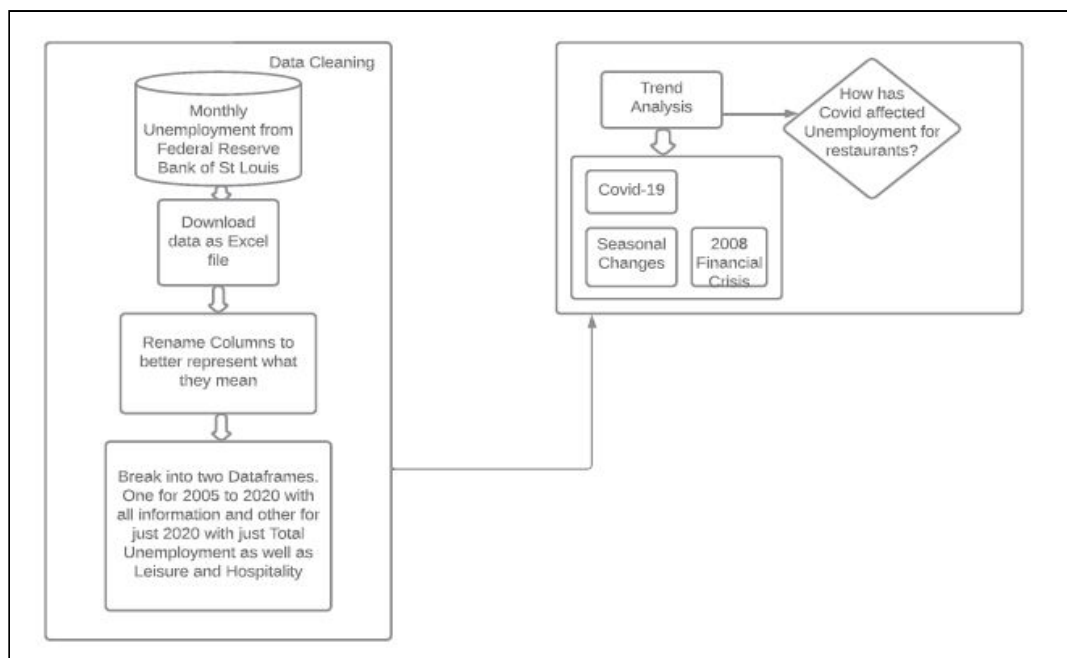 Data Cleaning
Monthly
Unemployment from
Federal Reserve
Bank of St Louis
Download
data as Excel
file
Rename Columns to
better represent what
they mean
Break into two Dataframes.
One for 2005 to 2020 with
all information and other for
just 2020 with just Total
Unemployment as well as
Leisure and Hospitality
Trend
Analysis
How has
Covid affected
Unemployment for
restaurants?
Covid-19
Seasonal
Changes
2008
Financial
Crisis